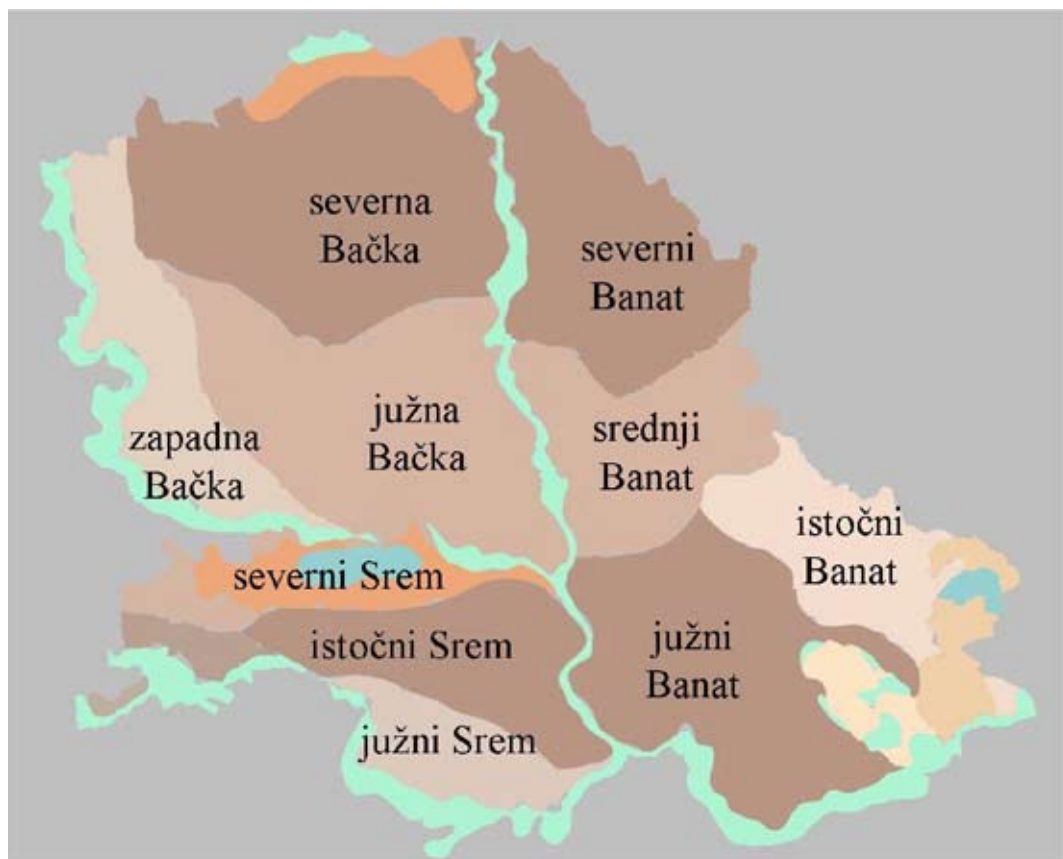 severna
Bačka
severni
Banat
južna
Bačka
srednji
Banat
zapadna
Bačka
istočni
Banat
severni Srem
istočni Srem
južni
Banat
južni Srem